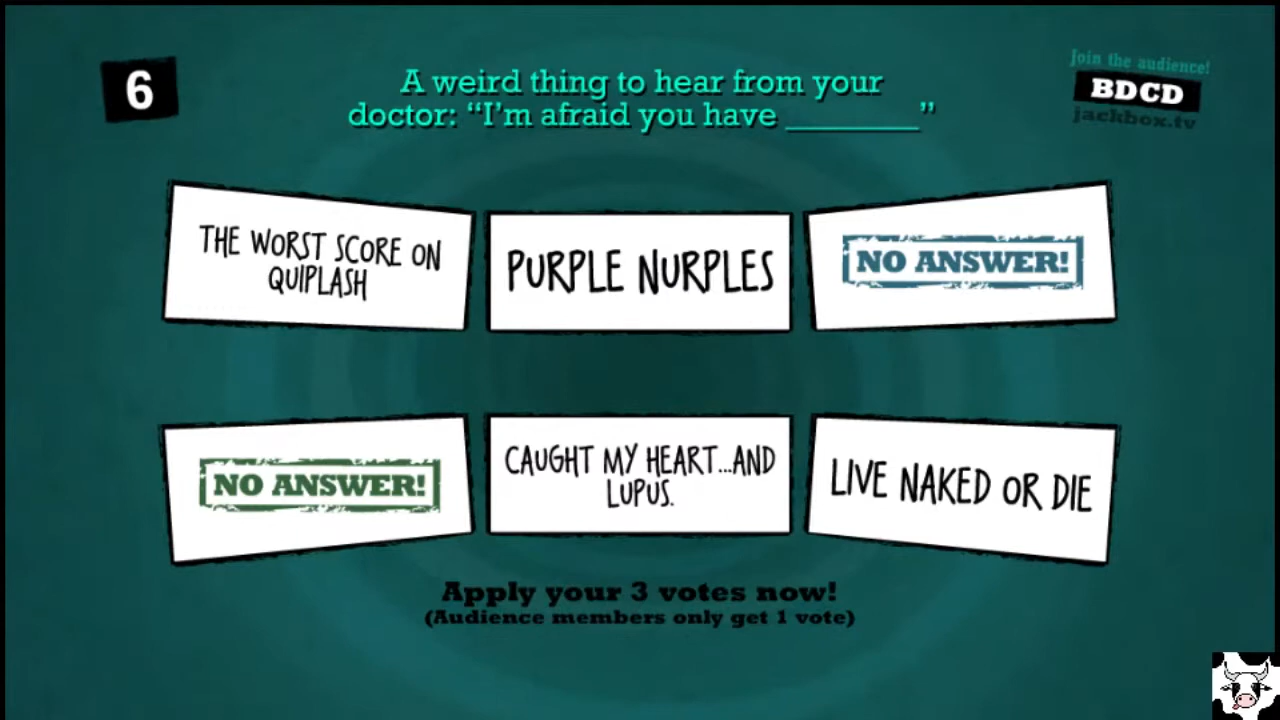 6
A weird thing to hear from your
doctor: “I'm afraid you have ________”
Join the audience!
BDCD
jackbox.tv
THE WORST SCORE ON
QUIPLASH
PURPLE NURPLES
NO ANSWER!
NO ANSWER!
CAUGHT MY HEART...AND
LUPUS.
LIVE NAKED OR DIE
Apply your 3 votes now!
(Audience members only get 1 vote)